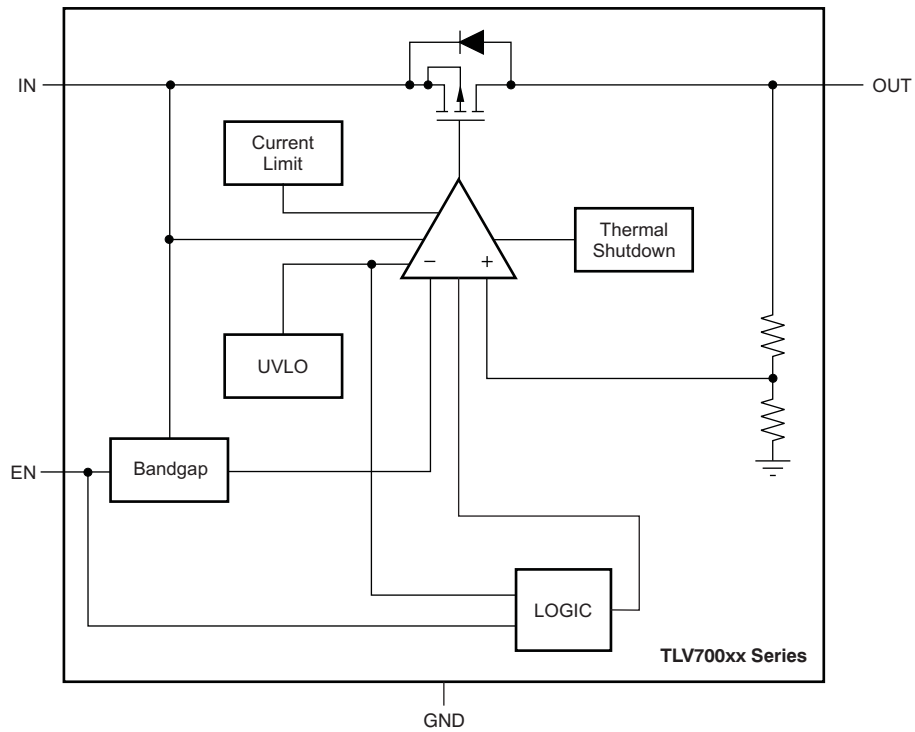 IN
OUT
Current
Limit
Thermal
Shutdown
−
+
UVLO
EN
Bandgap
LOGIC
TLV700xx Series
GND